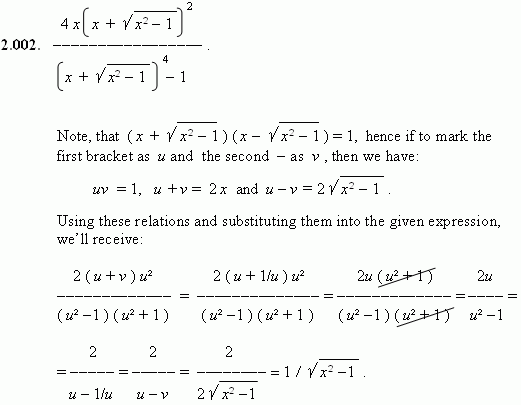 2.002. 4 x ( x + √x² – 1 )² / ( x + √x² – 1 )⁴ – 1 .
Note, that ( x + √x² – 1 ) ( x – √x² – 1 ) = 1, hence if to mark the
first bracket as u and the second – as v , then we have:
uv = 1, u + v = 2 x and u – v = 2 √x² – 1 .
Using these relations and substituting them into the given expression,
we'll receive:
2 ( u + v ) u² / ( u² – 1 ) ( u² + 1 ) = 2 ( u + 1/u ) u² / ( u² – 1 ) ( u² + 1 ) = 2u ( u² + 1 ) / ( u² – 1 ) ( u² + 1 ) = 2u / u² – 1 =
= 2 / u – 1/u = 2 / u – v = 2 / 2 √x² – 1 = 1 / √x² – 1 .